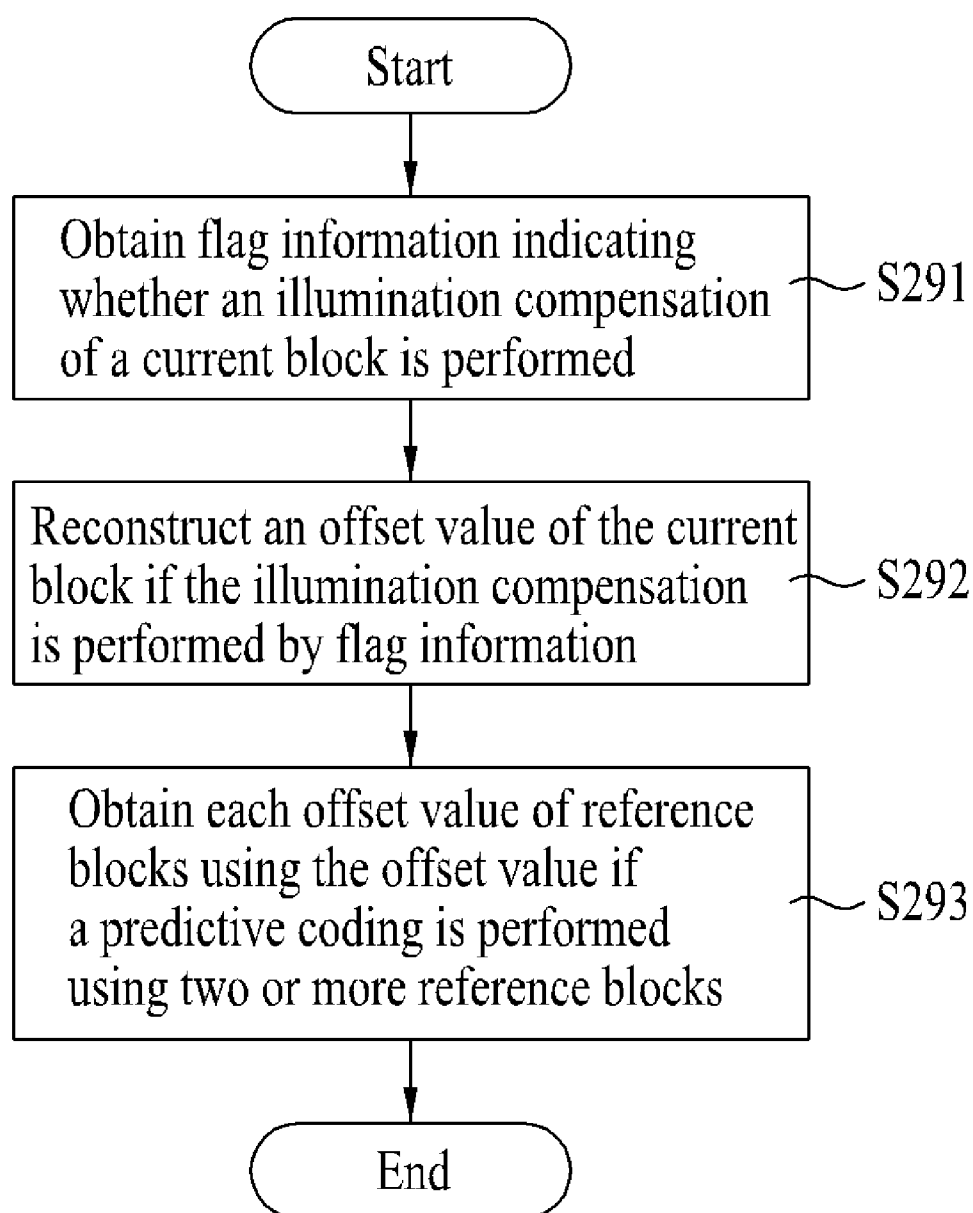 Start
Obtain flag information indicating
whether an illumination compensation
of a current block is performed
S291
Reconstruct an offset value of the current
block if the illumination compensation
is performed by flag information
S292
Obtain each offset value of reference
blocks using the offset value if
a predictive coding is performed
using two or more reference blocks
S293
End